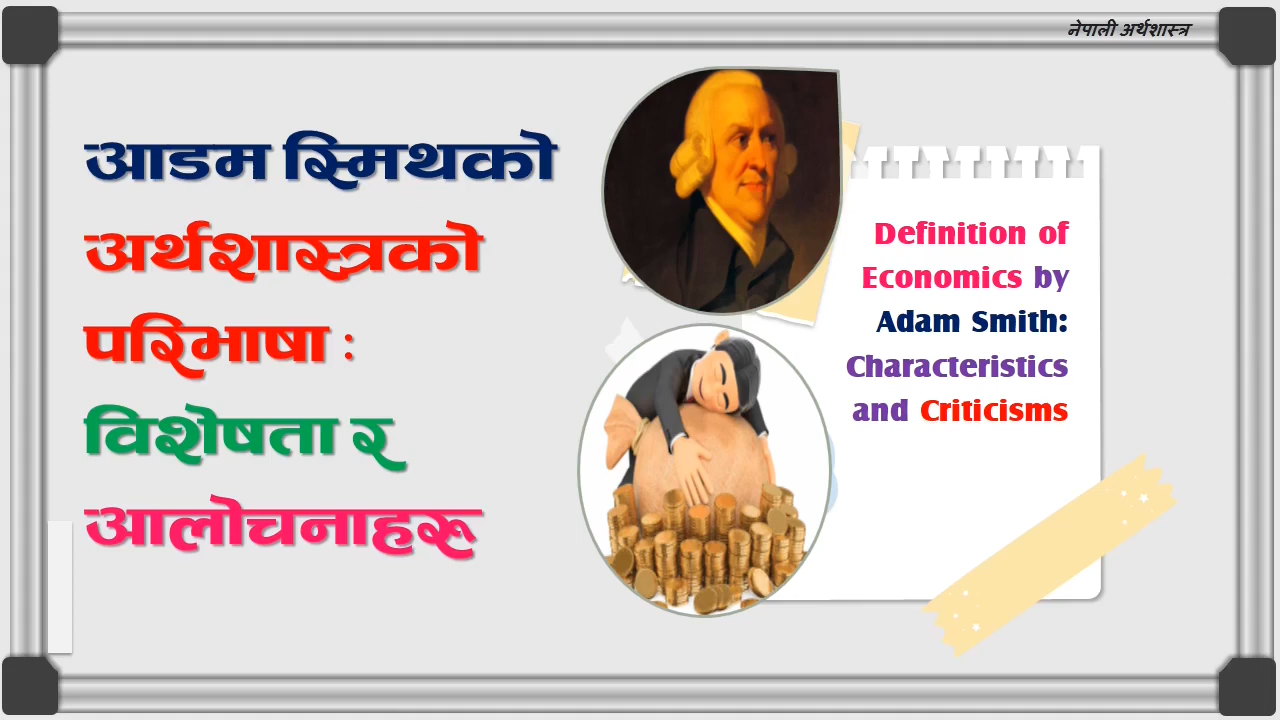 नेपाली अर्थशास्त्र
आडम स्मिथको
अर्थशास्त्रको
परिभाषा :
विशेषता र
आलोचनाहरू
Definition of
Economics by
Adam Smith:
Characteristics
and Criticisms